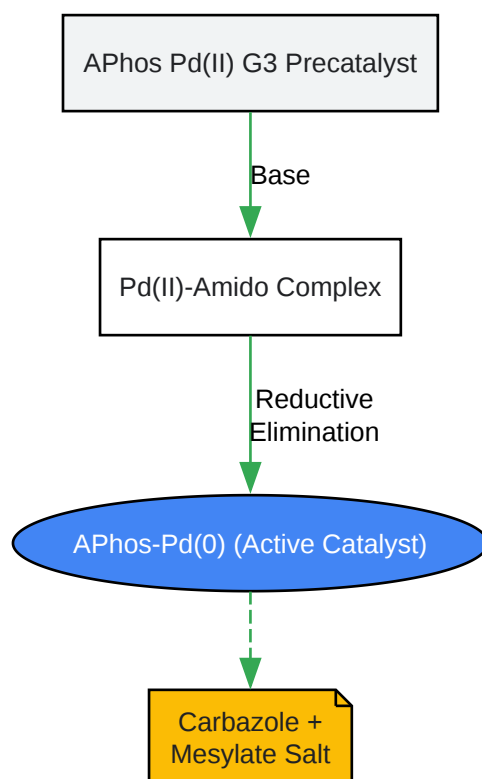 APhos Pd(II) G3 Precatalyst
Base
Pd(II)-Amido Complex
Reductive
Elimination
APhos-Pd(0) (Active Catalyst)
Carbazole +
Mesylate Salt